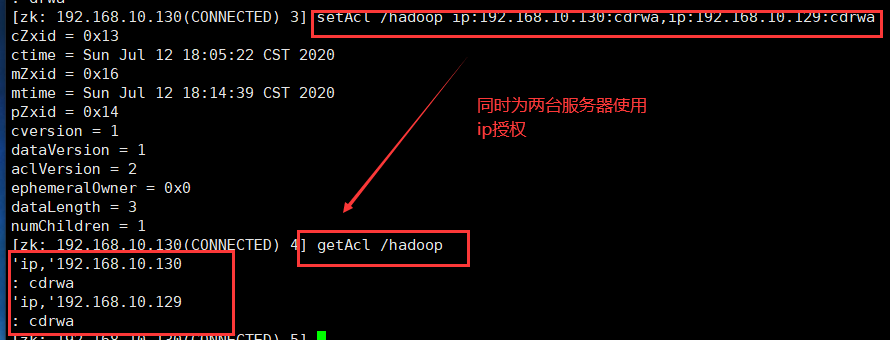 : drwa
[zk: 192.168.10.130(CONNECTED) 3] setAcl /hadoop ip:192.168.10.130:cdrwa,ip:192.168.10.129:cdrwa
cZxid = 0x13
ctime = Sun Jul 12 18:05:22 CST 2020
mZxid = 0x16
mtime = Sun Jul 12 18:14:39 CST 2020
pZxid = 0x14
cversion = 1
dataVersion = 1
aclVersion = 2
ephemeralOwner = 0x0
dataLength = 3
numChildren = 1
同时为两台服务器使用
ip授权
[zk: 192.168.10.130(CONNECTED) 4] getAcl /hadoop
'ip,'192.168.10.130
: cdrwa
'ip,'192.168.10.129
: cdrwa
[zk: 192.168.10.130(CONNECTED) 5]